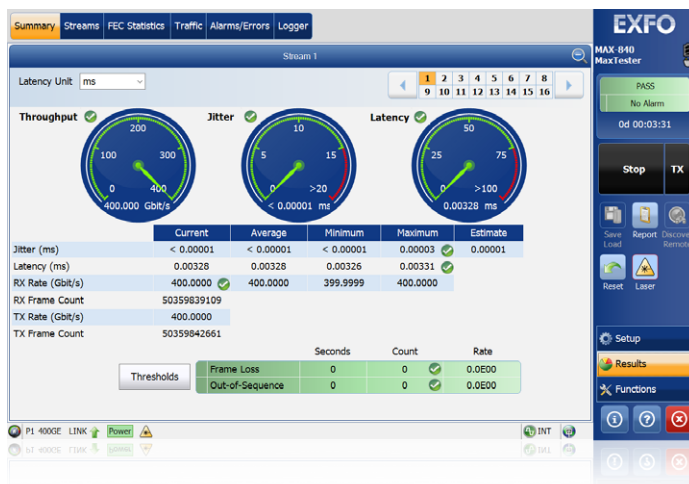 Summary Streams FEC Statistics Traffic Alarms/Errors Logger
EXFO
MAX-840
MaxTester
Stream 1
Latency Unit ms
1 2 3 4 5 6 7 8
9 10 11 12 13 14 15 16
PASS
No Alarm
0d 00:03:31
Throughput Jitter Latency
200 10 50
100 300 5 15 25 75
0 400 0 >20 0 >100
400.000 Gbit/s < 0.00001 ms 0.00328 ms
Stop TX
Current Average Minimum Maximum Estimate
Jitter (ms) < 0.00001 < 0.00001 < 0.00001 0.00003 0.00001
Latency (ms) 0.00328 0.00328 0.00326 0.00331
RX Rate (Gbit/s) 400.0000 400.0000 399.9999 400.0000
RX Frame Count 50359839109
TX Rate (Gbit/s) 400.0000
TX Frame Count 50359842661
Save Load
Report
Discover Remote
Reset Laser
Seconds Count Rate
Thresholds
Frame Loss 0 0 0.0E00
Out-of-Sequence 0 0 0.0E00
Setup
Results
Functions
P1 400GE LINK Power INT